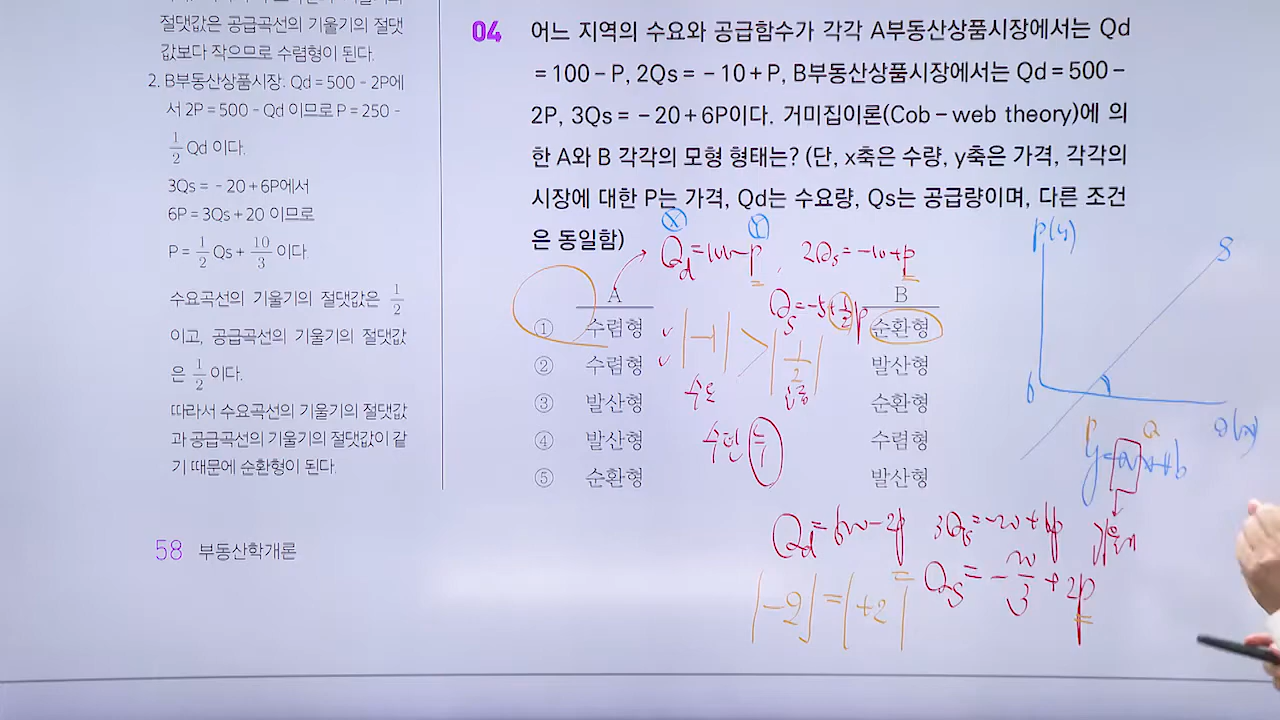 절댓값은 공급곡선의 기울기의 절댓
값보다 작으므로 수렴형이 된다.
2. B부동산상품시장: Qd = 500 - 2P에
서 2P = 500 - Qd 이므로 P = 250 -
1/2 Qd 이다.
3Qs = - 20 + 6P에서
6P = 3Qs + 20 이므로
P = 1/2 Qs + 10/3 이다
수요곡선의 기울기의 절댓값은 1/2
이고, 공급곡선의 기울기의 절댓값
은 1/2 이다.
따라서 수요곡선의 기울기의 절댓값
과 공급곡선의 기울기의 절댓값이 같
기 때문에 순환형이 된다.
58 부동산학개론
04 어느 지역의 수요와 공급함수가 각각 A부동산상품시장에서는 Qd
= 100 - P, 2Qs = - 10 + P, B부동산상품시장에서는 Qd = 500 -
2P, 3Qs = - 20 + 6P이다. 거미집이론(Cob - web theory)에 의
한 A와 B 각각의 모형 형태는? (단, x축은 수량, y축은 가격, 각각의
시장에 대한 P는 가격, Qd는 수요량, Qs는 공급량이며, 다른 조건
은 동일함)
X Y
Qd = 100 - P, 2Qs = -10 + P
Qs = -5 + 1/2 P
A B
① 수렴형 순환형
② 수렴형 발산형
③ 발산형 순환형
④ 발산형 수렴형
⑤ 순환형 발산형
|-1| > |1/2|
수요 공급
P(y)
S
P Q
y = ax + b
기울기
Qd = 500 - 2P 3Qs = -20 + 6P
Qs = - 20/3 + 2P
|-2| = |+2|